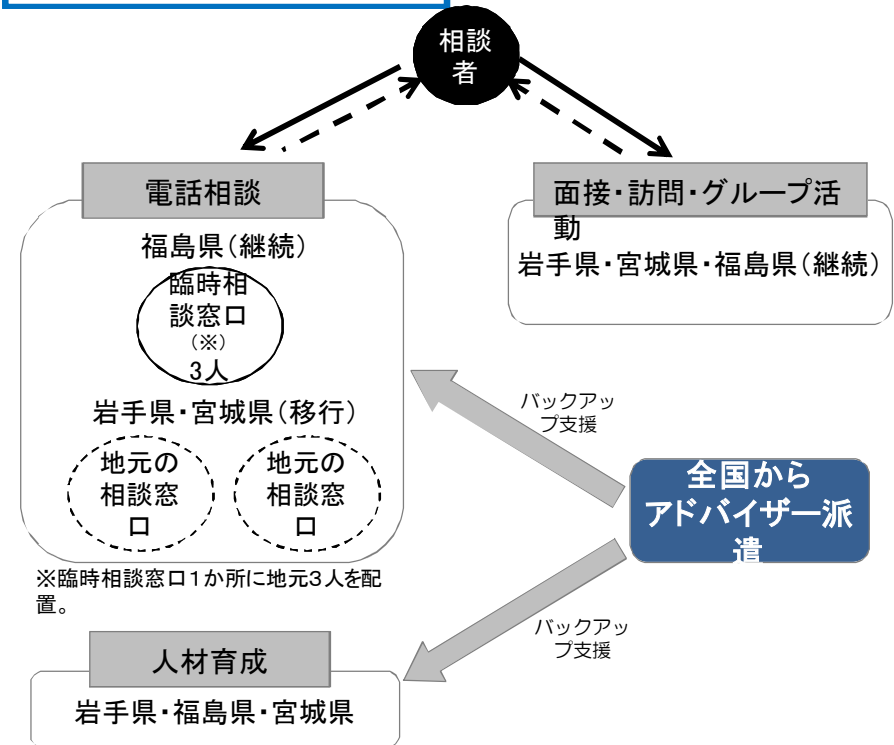 相談
者
電話相談
福島県（継続）
臨時相
談窓口
（※）
3人
岩手県・宮城県（移行）
地元の
相談窓
口
地元の
相談窓
口
※臨時相談窓口１か所に地元３人を配
置。
面接・訪問・グループ活
動
岩手県・宮城県・福島県（継続）
バックアッ
プ支援
全国から
アドバイザー派
遣
バックアッ
プ支援
人材育成
岩手県・福島県・宮城県